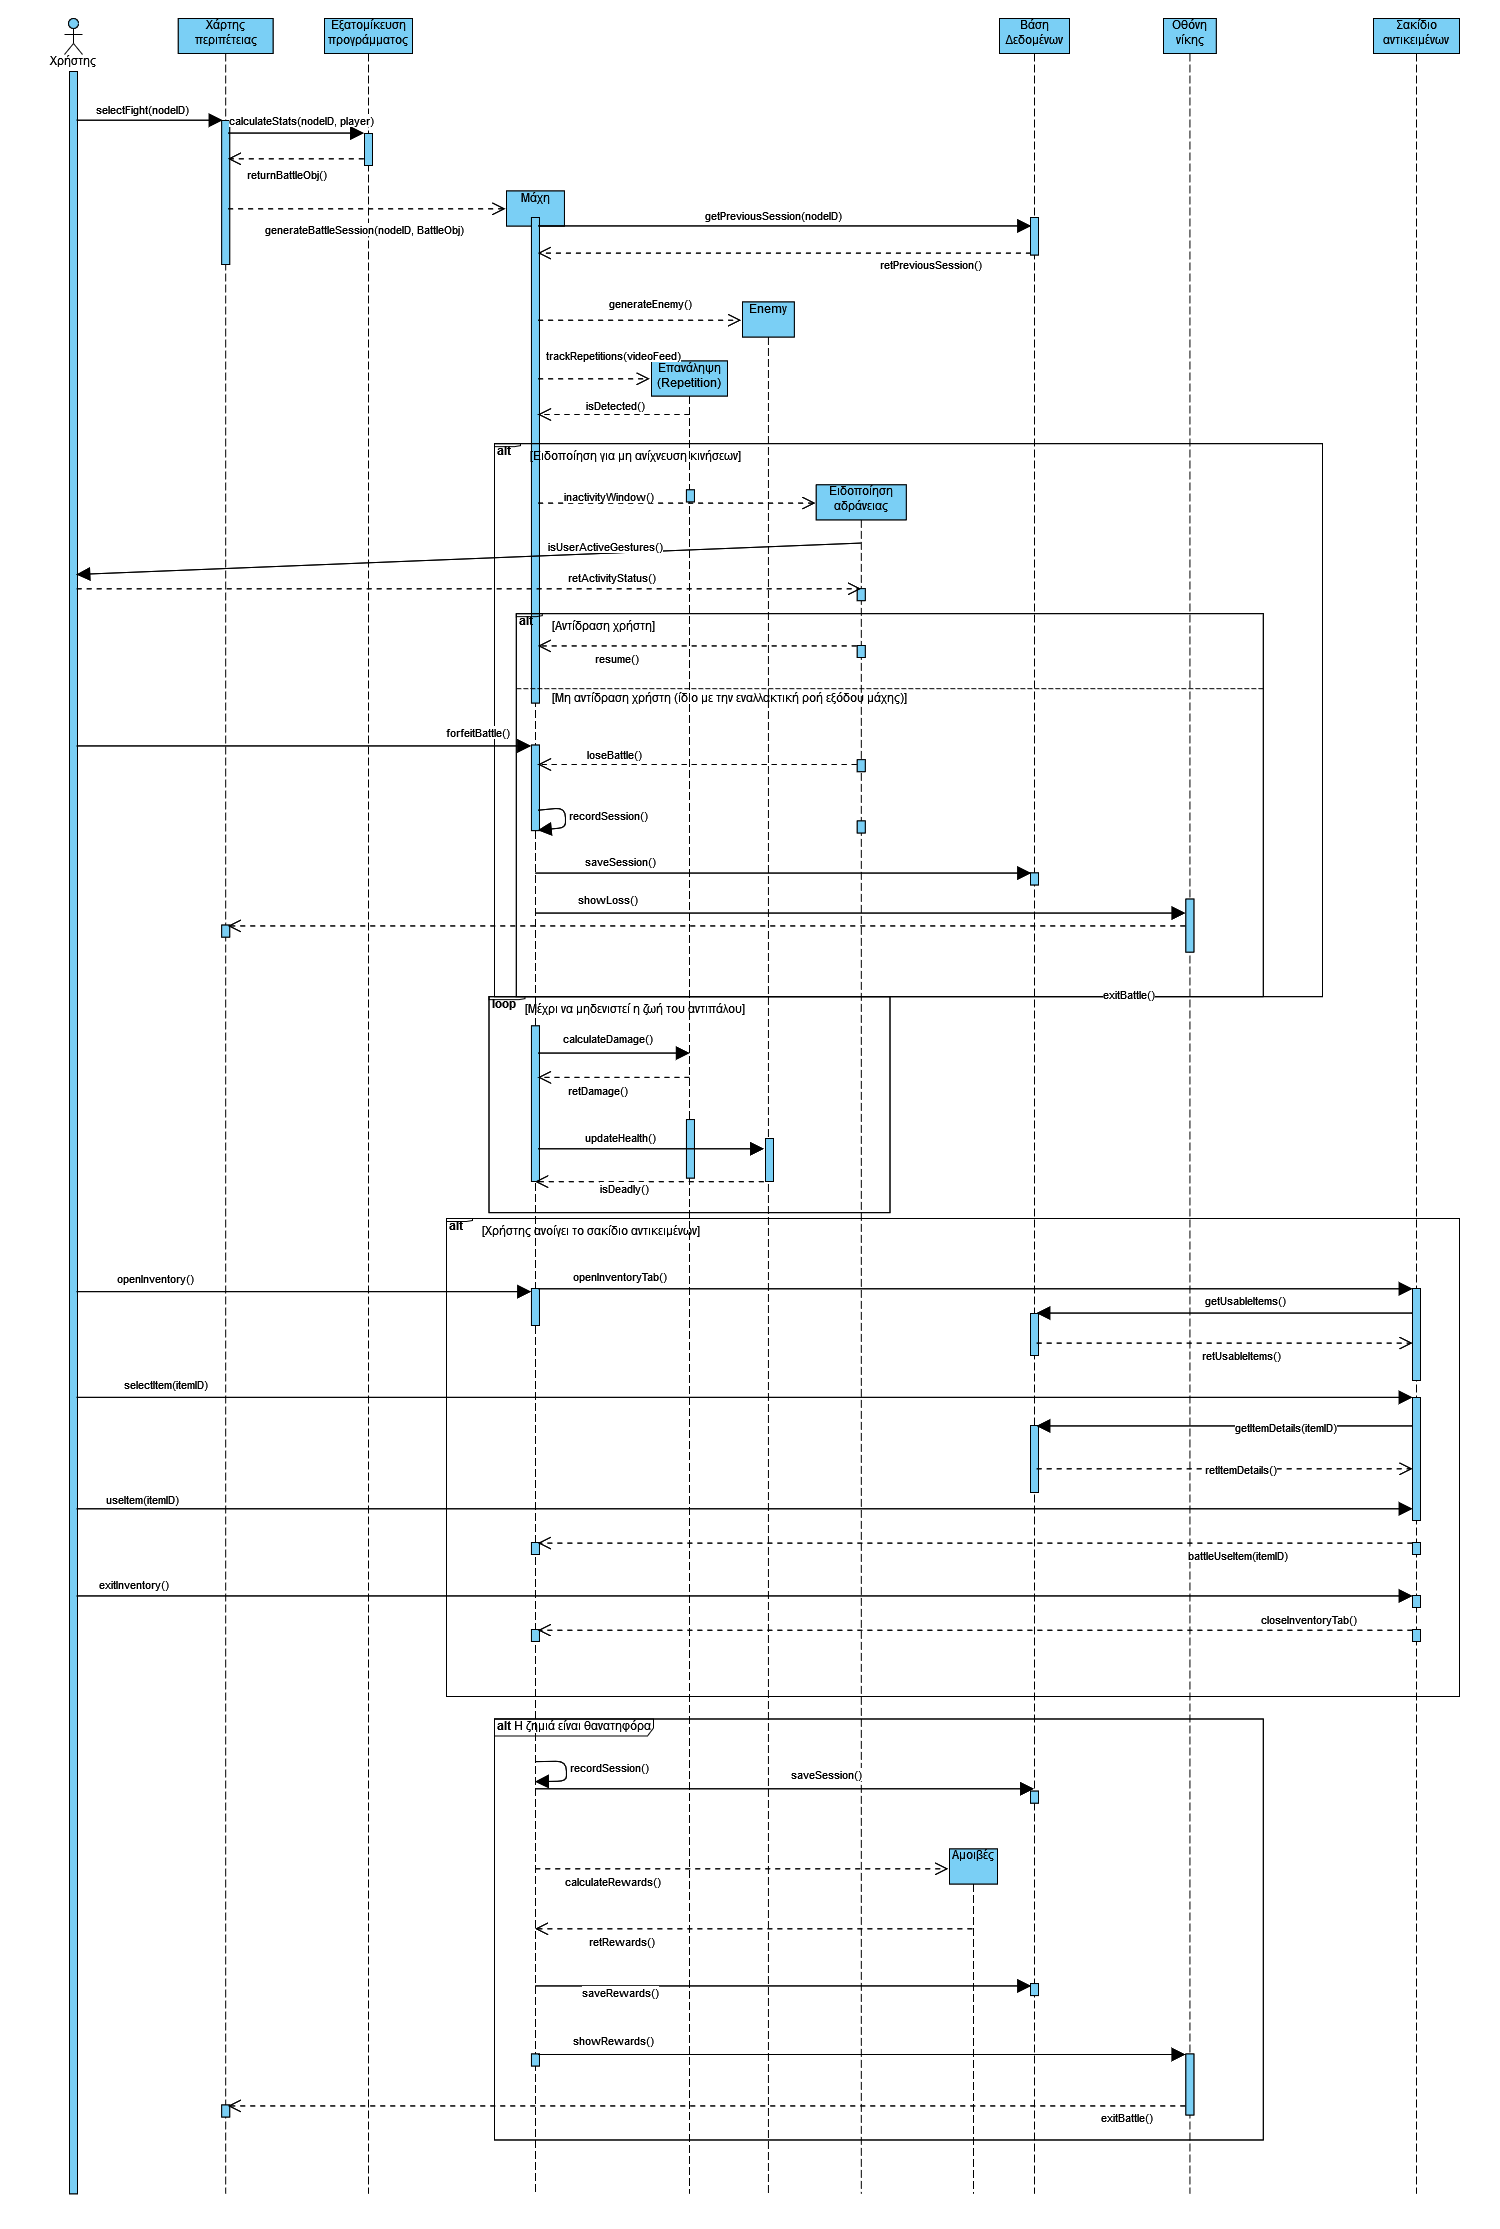 Χρήστης
Χάρτης
περιπέτειας
Εξατομίκευση
προγράμματος
Βάση
Δεδομένων
Οθόνη
νίκης
Σακίδιο
αντικειμένων
selectFight(nodeID)
calculateStats(nodeID, player)
returnBattleObj()
Μάχη
generateBattleSession(nodeID, BattleObj)
getPreviousSession(nodeID)
retPreviousSession()
generateEnemy()
Enemy
trackRepetitions(videoFeed)
Επανάληψη
(Repetition)
isDetected()
alt
[Ειδοποίηση για μη ανίχνευση κινήσεων]
inactivityWindow()
Ειδοποίηση
αδράνειας
isUserActiveGestures()
retActivityStatus()
alt
[Αντίδραση χρήστη]
resume()
[Μη αντίδραση χρήστη (ίδιο με την εναλλακτική ροή εξόδου μάχης)]
forfeitBattle()
loseBattle()
recordSession()
saveSession()
showLoss()
exitBattle()
loop
[Μέχρι να μηδενιστεί η ζωή του αντιπάλου]
calculateDamage()
retDamage()
updateHealth()
isDeadly()
alt
[Χρήστης ανοίγει το σακίδιο αντικειμένων]
openInventory()
openInventoryTab()
getUsableItems()
retUsableItems()
selectItem(itemID)
getItemDetails(itemID)
retItemDetails()
useItem(itemID)
battleUseItem(itemID)
exitInventory()
closeInventoryTab()
alt Η ζημιά είναι θανατηφόρα
recordSession()
saveSession()
Αμοιβές
calculateRewards()
retRewards()
saveRewards()
showRewards()
exitBattle()